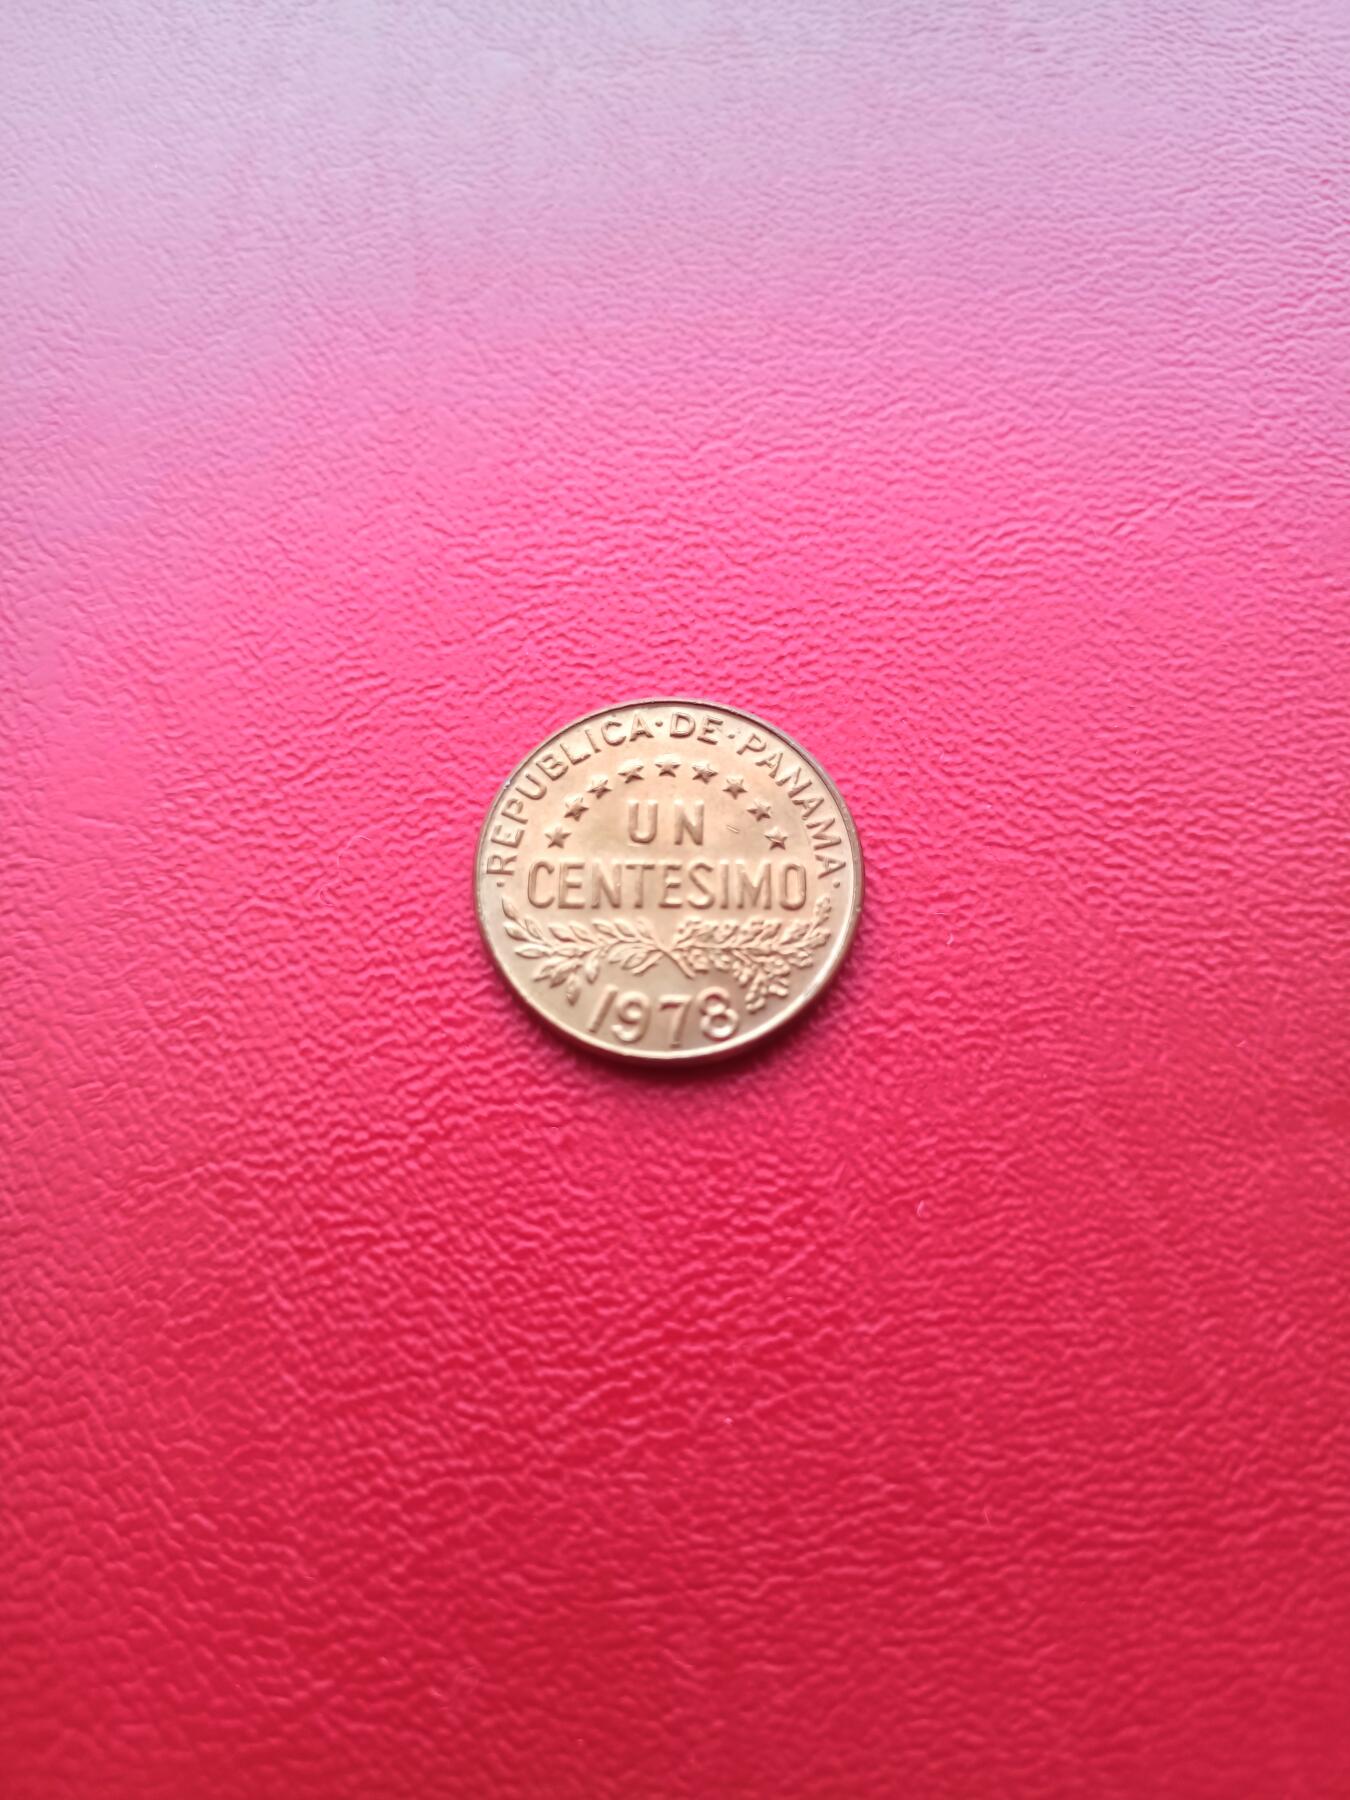 ·REPUBLICA·DE·PANAMA·
UN
CENTESIMO
1978